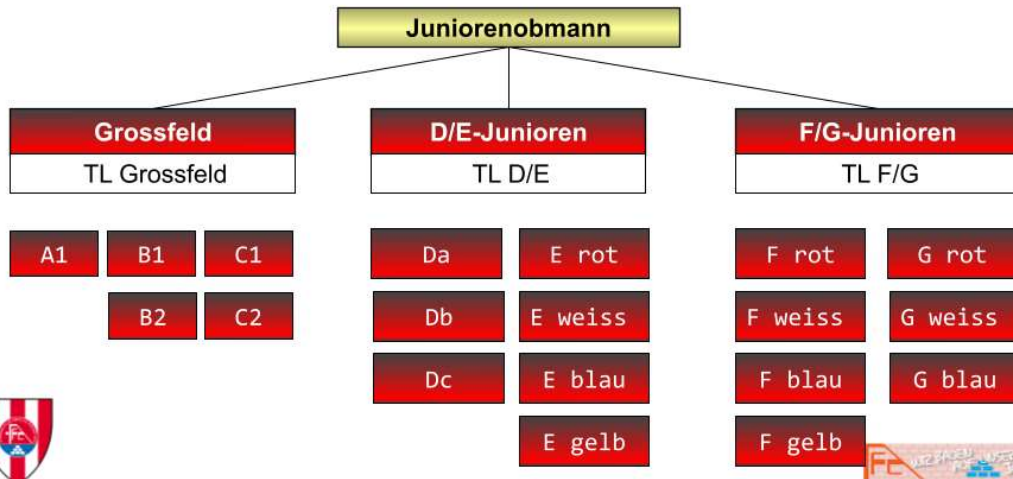 Juniorenobmann
Grossfeld
TL Grossfeld
D/E-Junioren
TL D/E
F/G-Junioren
TL F/G
A1 B1 C1
B2 C2
Da E rot
Db E weiss
Dc E blau
E gelb
F rot G rot
F weiss G weiss
F blau G blau
F gelb